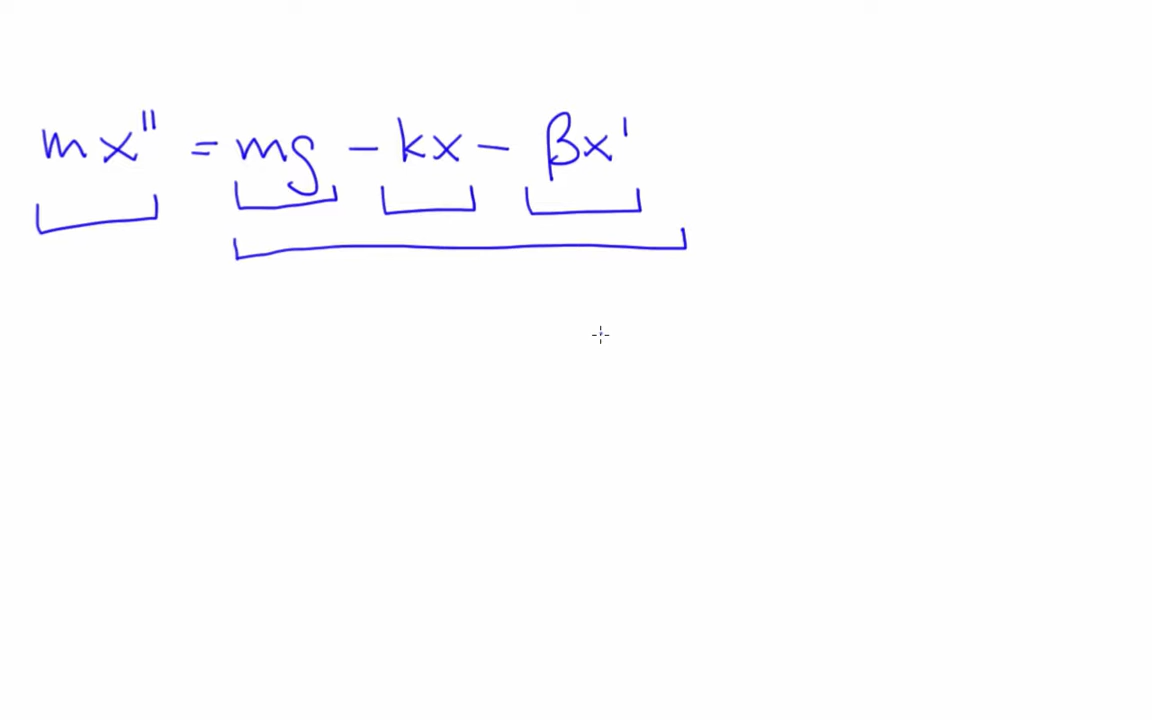 mx'' = mg - kx - βx'